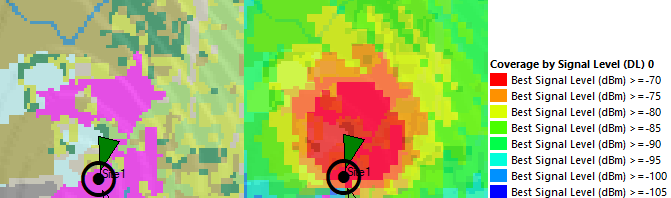 Site1
Site1
Coverage by Signal Level (DL) 0
Best Signal Level (dBm) >=-70
Best Signal Level (dBm) >=-75
Best Signal Level (dBm) >=-80
Best Signal Level (dBm) >=-85
Best Signal Level (dBm) >=-90
Best Signal Level (dBm) >=-95
Best Signal Level (dBm) >=-100
Best Signal Level (dBm) >=-105